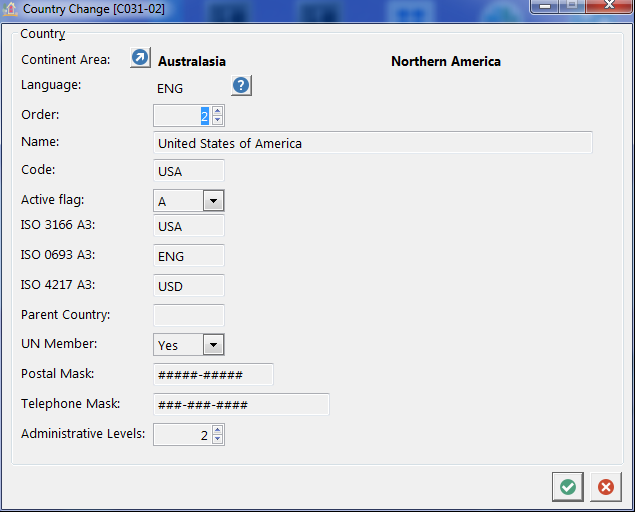 Country Change [C031-02]
Country
Continent Area: Australasia Northern America
Language: ENG ?
Order: 2
Name: United States of America
Code: USA
Active flag: A
ISO 3166 A3: USA
ISO 0693 A3: ENG
ISO 4217 A3: USD
Parent Country:
UN Member: Yes
Postal Mask: #####-#####
Telephone Mask: ###-###-####
Administrative Levels: 2